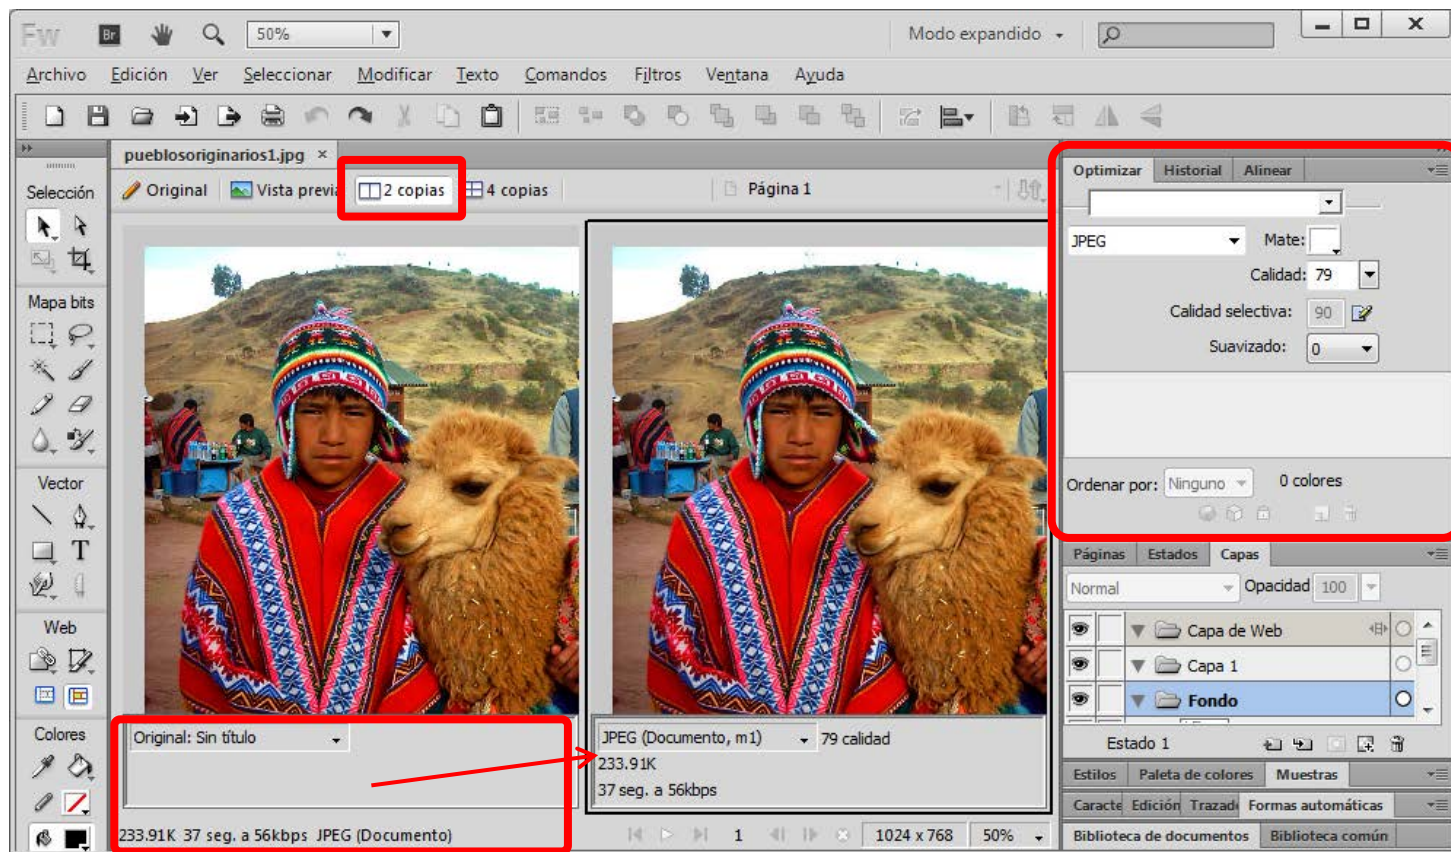 Fw Br 50% Modo expandido
Archivo Edición Ver Seleccionar Modificar Texto Comandos Filtros Ventana Ayuda
pueblosoriginarios1.jpg ×
Original Vista previa 2 copias 4 copias Página 1
Selección
Mapa bits
Vector
T
Web
Colores
Original: Sin título
233.91K 37 seg. a 56kbps JPEG (Documento)
JPEG (Documento, m1) 79 calidad
233.91K
37 seg. a 56kbps
1 1024 x 768 50%
Optimizar Historial Alinear
JPEG Mate:
Calidad: 79
Calidad selectiva: 90
Suavizado: 0
Ordenar por: Ninguno 0 colores
Páginas Estados Capas
Normal Opacidad 100
Capa de Web
Capa 1
Fondo
Estado 1
Estilos Paleta de colores Muestras
Caracte Edición Trazado Formas automáticas
Biblioteca de documentos Biblioteca común